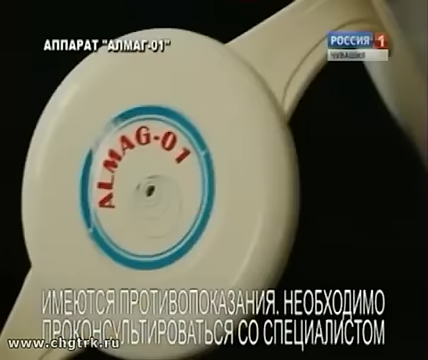 АППАРАТ "АЛМАГ-01"
РОССИЯ 1
ЧУВАШИЯ
ALMAG-01
ИМЕЮТСЯ ПРОТИВОПОКАЗАНИЯ. НЕОБХОДИМО
ПРОКОНСУЛЬТИРОВАТЬСЯ СО СПЕЦИАЛИСТОМ
www.chgtrk.ru